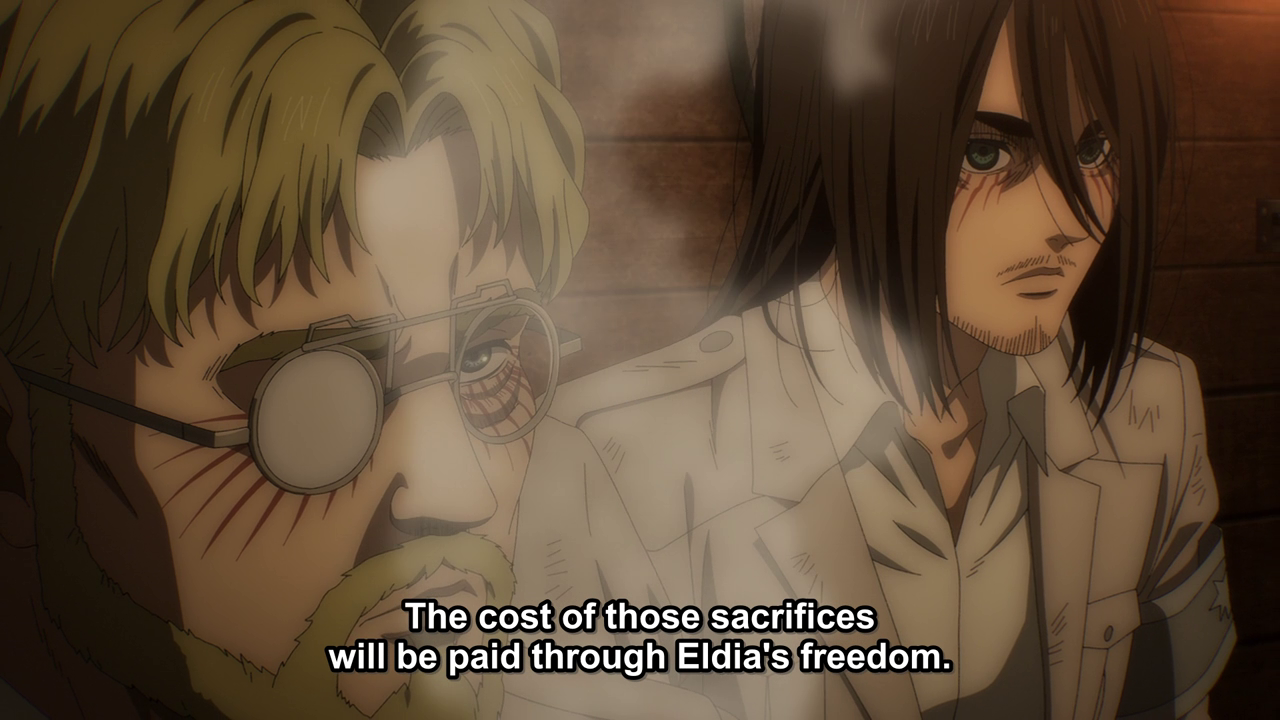 The cost of those sacrifices
will be paid through Eldia's freedom.